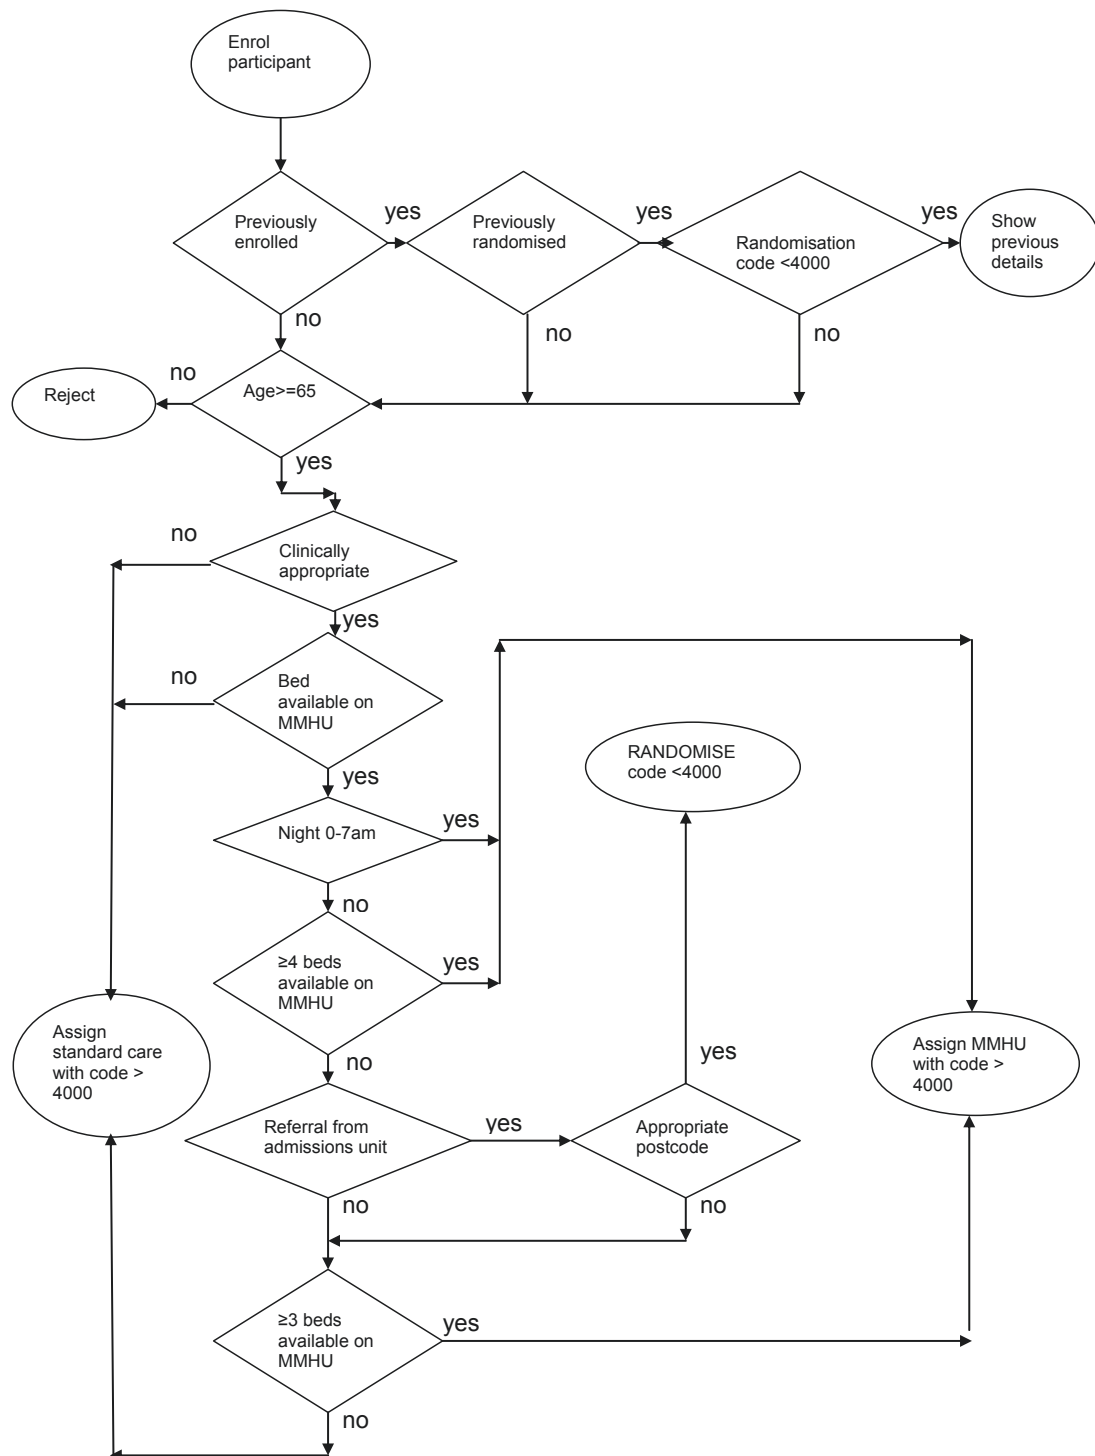 Enrol
participant
Previously
enrolled
yes
Previously
randomised
yes
Randomisation
code <4000
yes
Show
previous
details
no
no
no
Reject
no
Age>=65
yes
no
Clinically
appropriate
yes
no
Bed
available on
MMHU
yes
RANDOMISE
code <4000
Night 0-7am
yes
no
≥4 beds
available on
MMHU
yes
no
Assign
standard care
with code >
4000
Assign MMHU
with code >
4000
yes
Referral from
admissions unit
yes
Appropriate
postcode
no
no
≥3 beds
available on
MMHU
yes
no